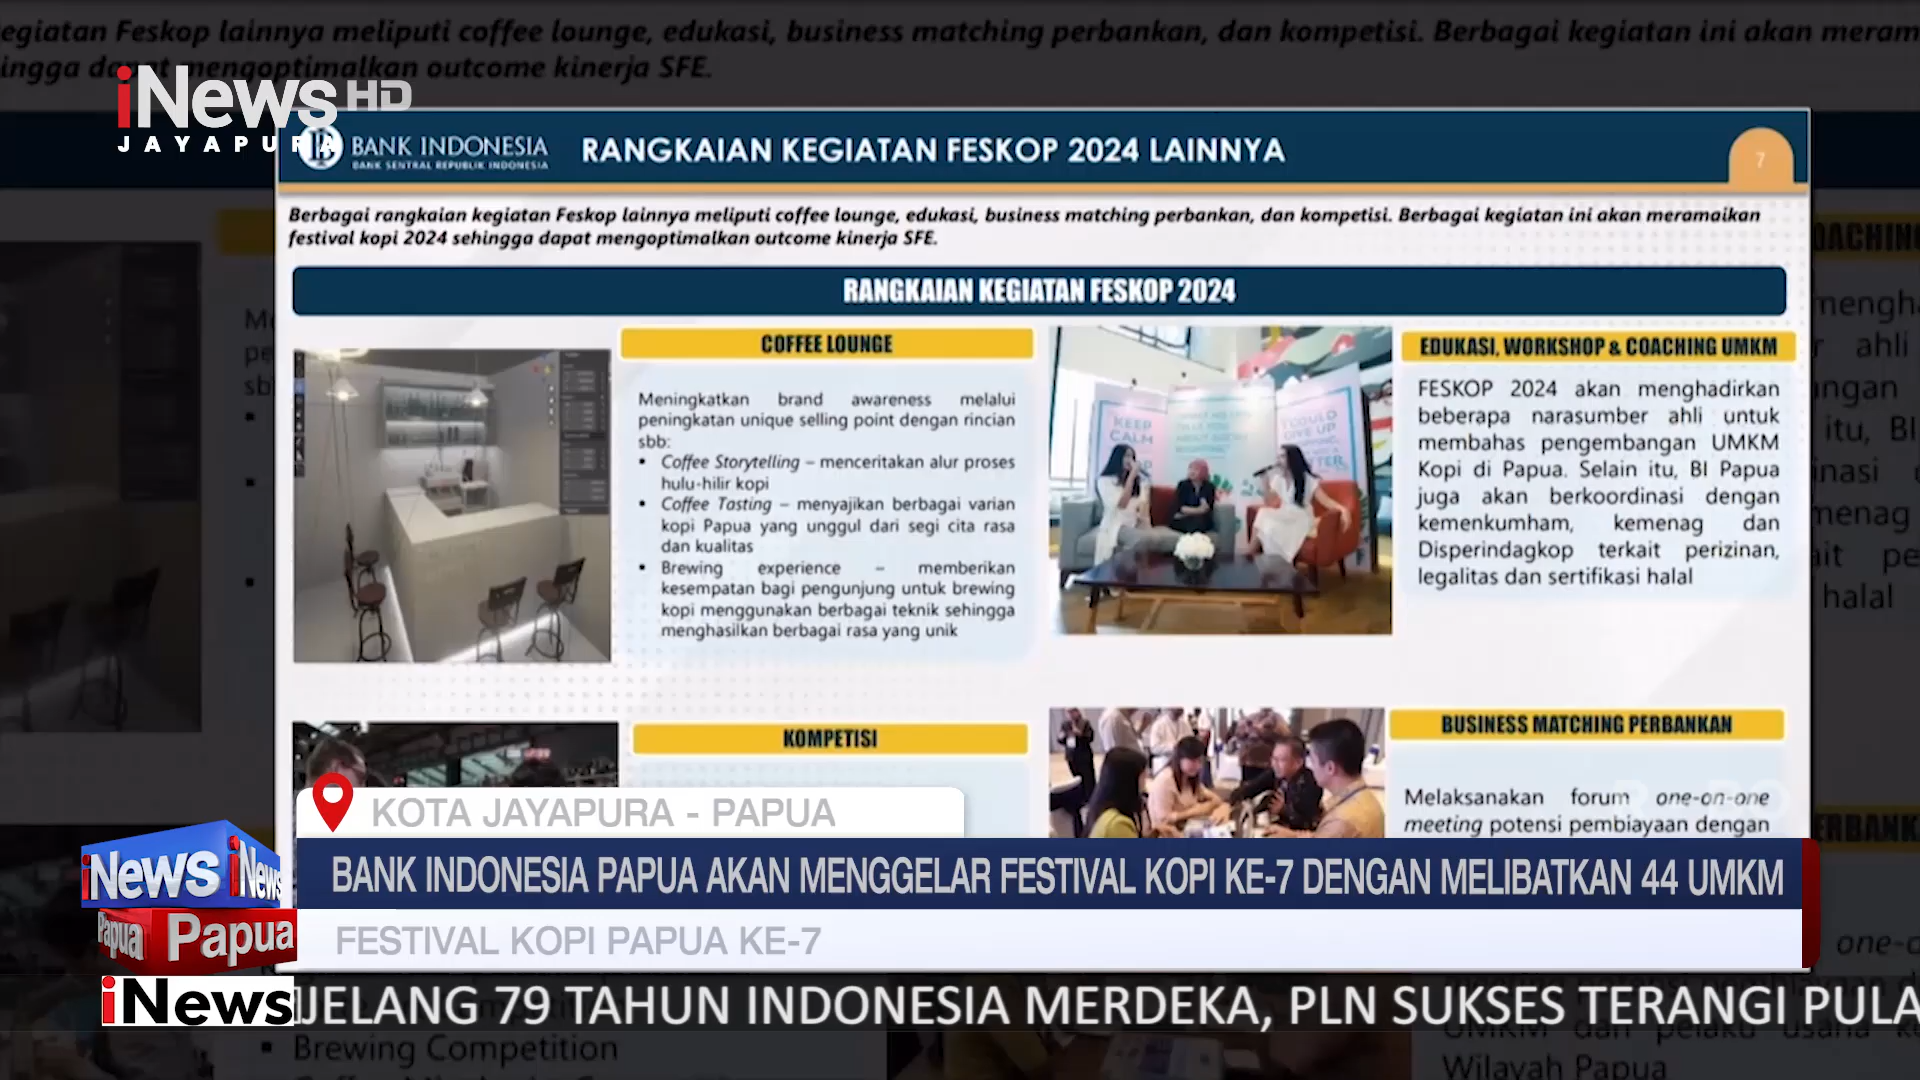 egiatan Feskop lainnya meliputi coffee lounge, edukasi, business matching perbankan, dan kompetisi. Berbagai kegiatan ini akan meram
ingga dapat mengoptimalkan outcome kinerja SFE.
iNews HD
JAYAPURA
BANK INDONESIA
BANK SENTRAL REPUBLIK INDONESIA
RANGKAIAN KEGIATAN FESKOP 2024 LAINNYA
7
Berbagai rangkaian kegiatan Feskop lainnya meliputi coffee lounge, edukasi, business matching perbankan, dan kompetisi. Berbagai kegiatan ini akan meramaikan
festival kopi 2024 sehingga dapat mengoptimalkan outcome kinerja SFE.
RANGKAIAN KEGIATAN FESKOP 2024
COFFEE LOUNGE
Meningkatkan brand awareness melalui
peningkatan unique selling point dengan rincian
sbb:
• Coffee Storytelling – menceritakan alur proses
hulu-hilir kopi
• Coffee Tasting – menyajikan berbagai varian
kopi Papua yang unggul dari segi cita rasa
dan kualitas
• Brewing experience – memberikan
kesempatan bagi pengunjung untuk brewing
kopi menggunakan berbagai teknik sehingga
menghasilkan berbagai rasa yang unik
KEEP
CALM
EDUKASI, WORKSHOP & COACHING UMKM
FESKOP 2024 akan menghadirkan
beberapa narasumber ahli untuk
membahas pengembangan UMKM
Kopi di Papua. Selain itu, BI Papua
juga akan berkoordinasi dengan
kemenkumham, kemenag dan
Disperindagkop terkait perizinan,
legalitas dan sertifikasi halal
KOMPETISI
BUSINESS MATCHING PERBANKAN
Melaksanakan forum one-on-one
meeting potensi pembiayaan dengan
KOTA JAYAPURA - PAPUA
BANK INDONESIA PAPUA AKAN MENGGELAR FESTIVAL KOPI KE-7 DENGAN MELIBATKAN 44 UMKM
FESTIVAL KOPI PAPUA KE-7
iNews iNews
Papua Papua
iNews
JELANG 79 TAHUN INDONESIA MERDEKA, PLN SUKSES TERANGI PULA
▪ Brewing Competition
UMKM dan pelaku usaha
Wilayah Papua